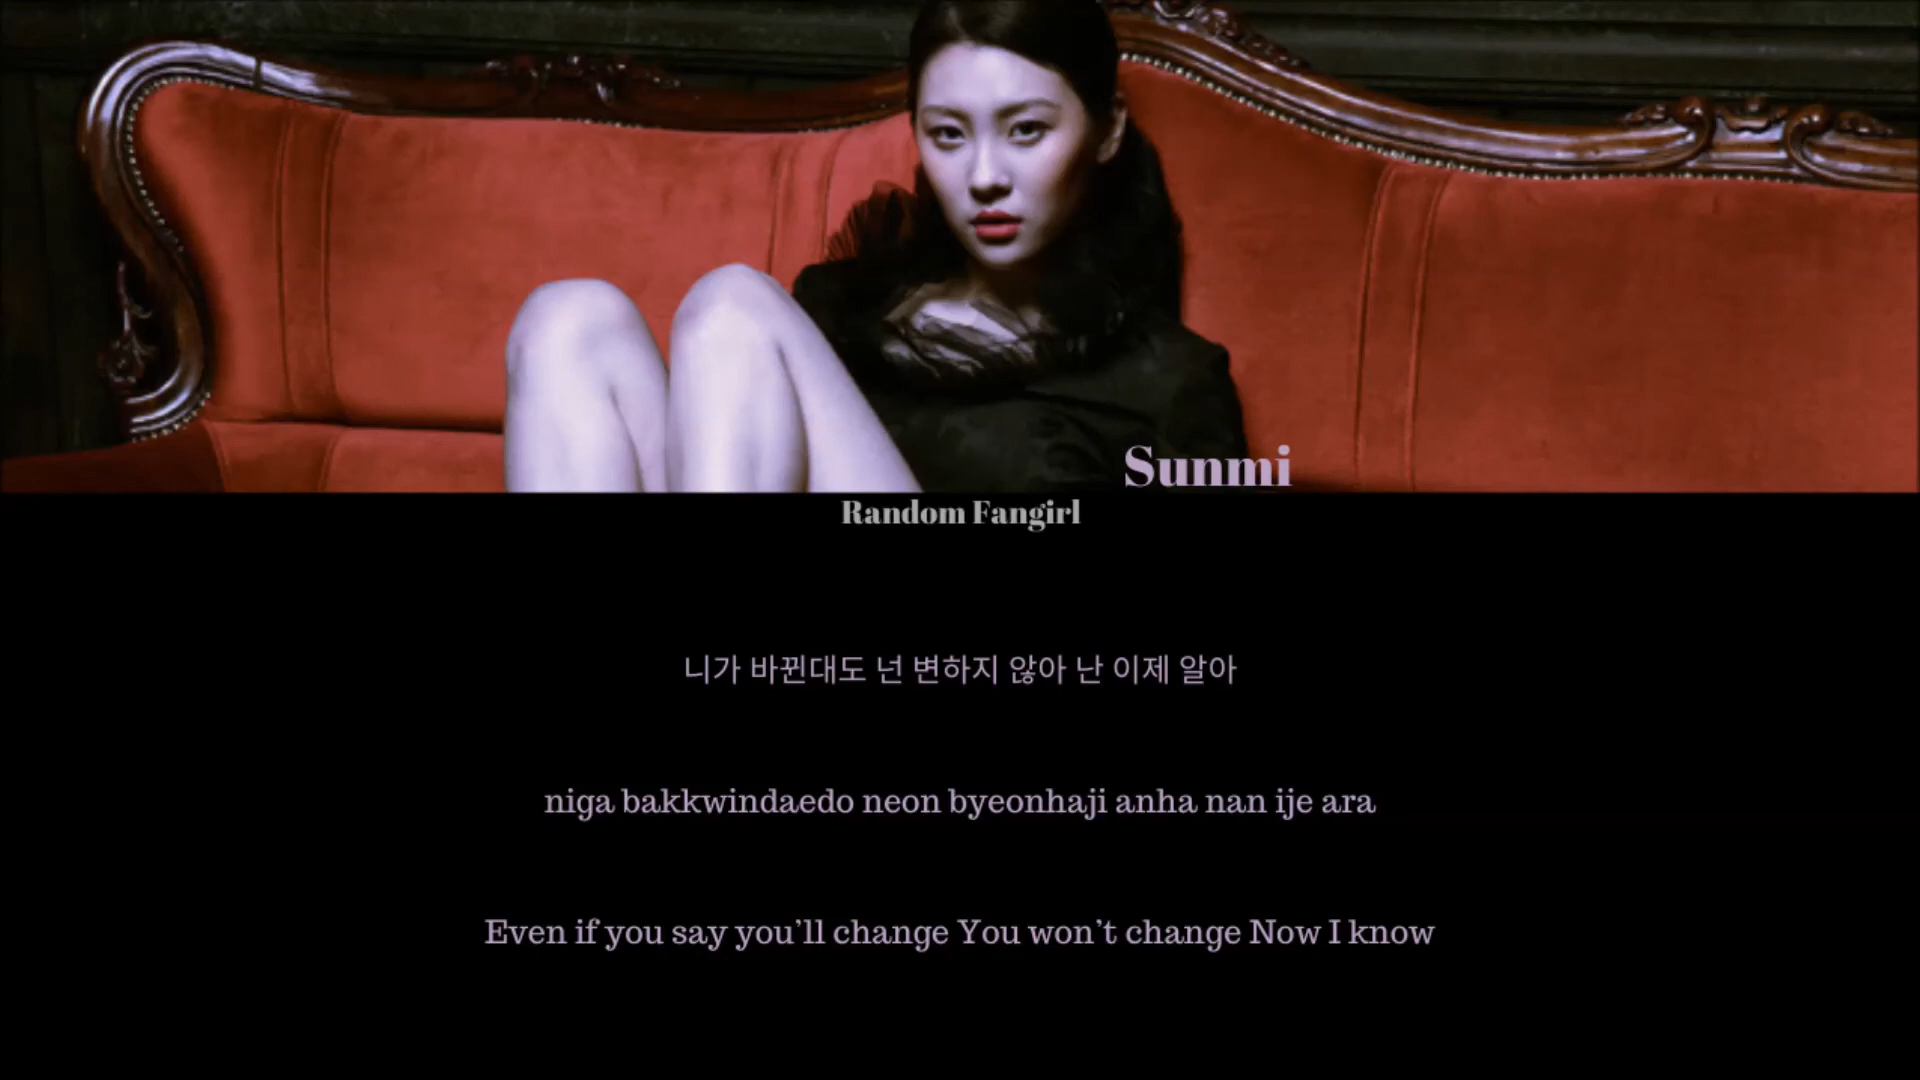 Sunmi
Random Fangirl
니가 바뀐대도 넌 변하지 않아 난 이제 알아
niga bakkwindaedo neon byeonhaji anha nan ije ara
Even if you say you’ll change You won’t change Now I know